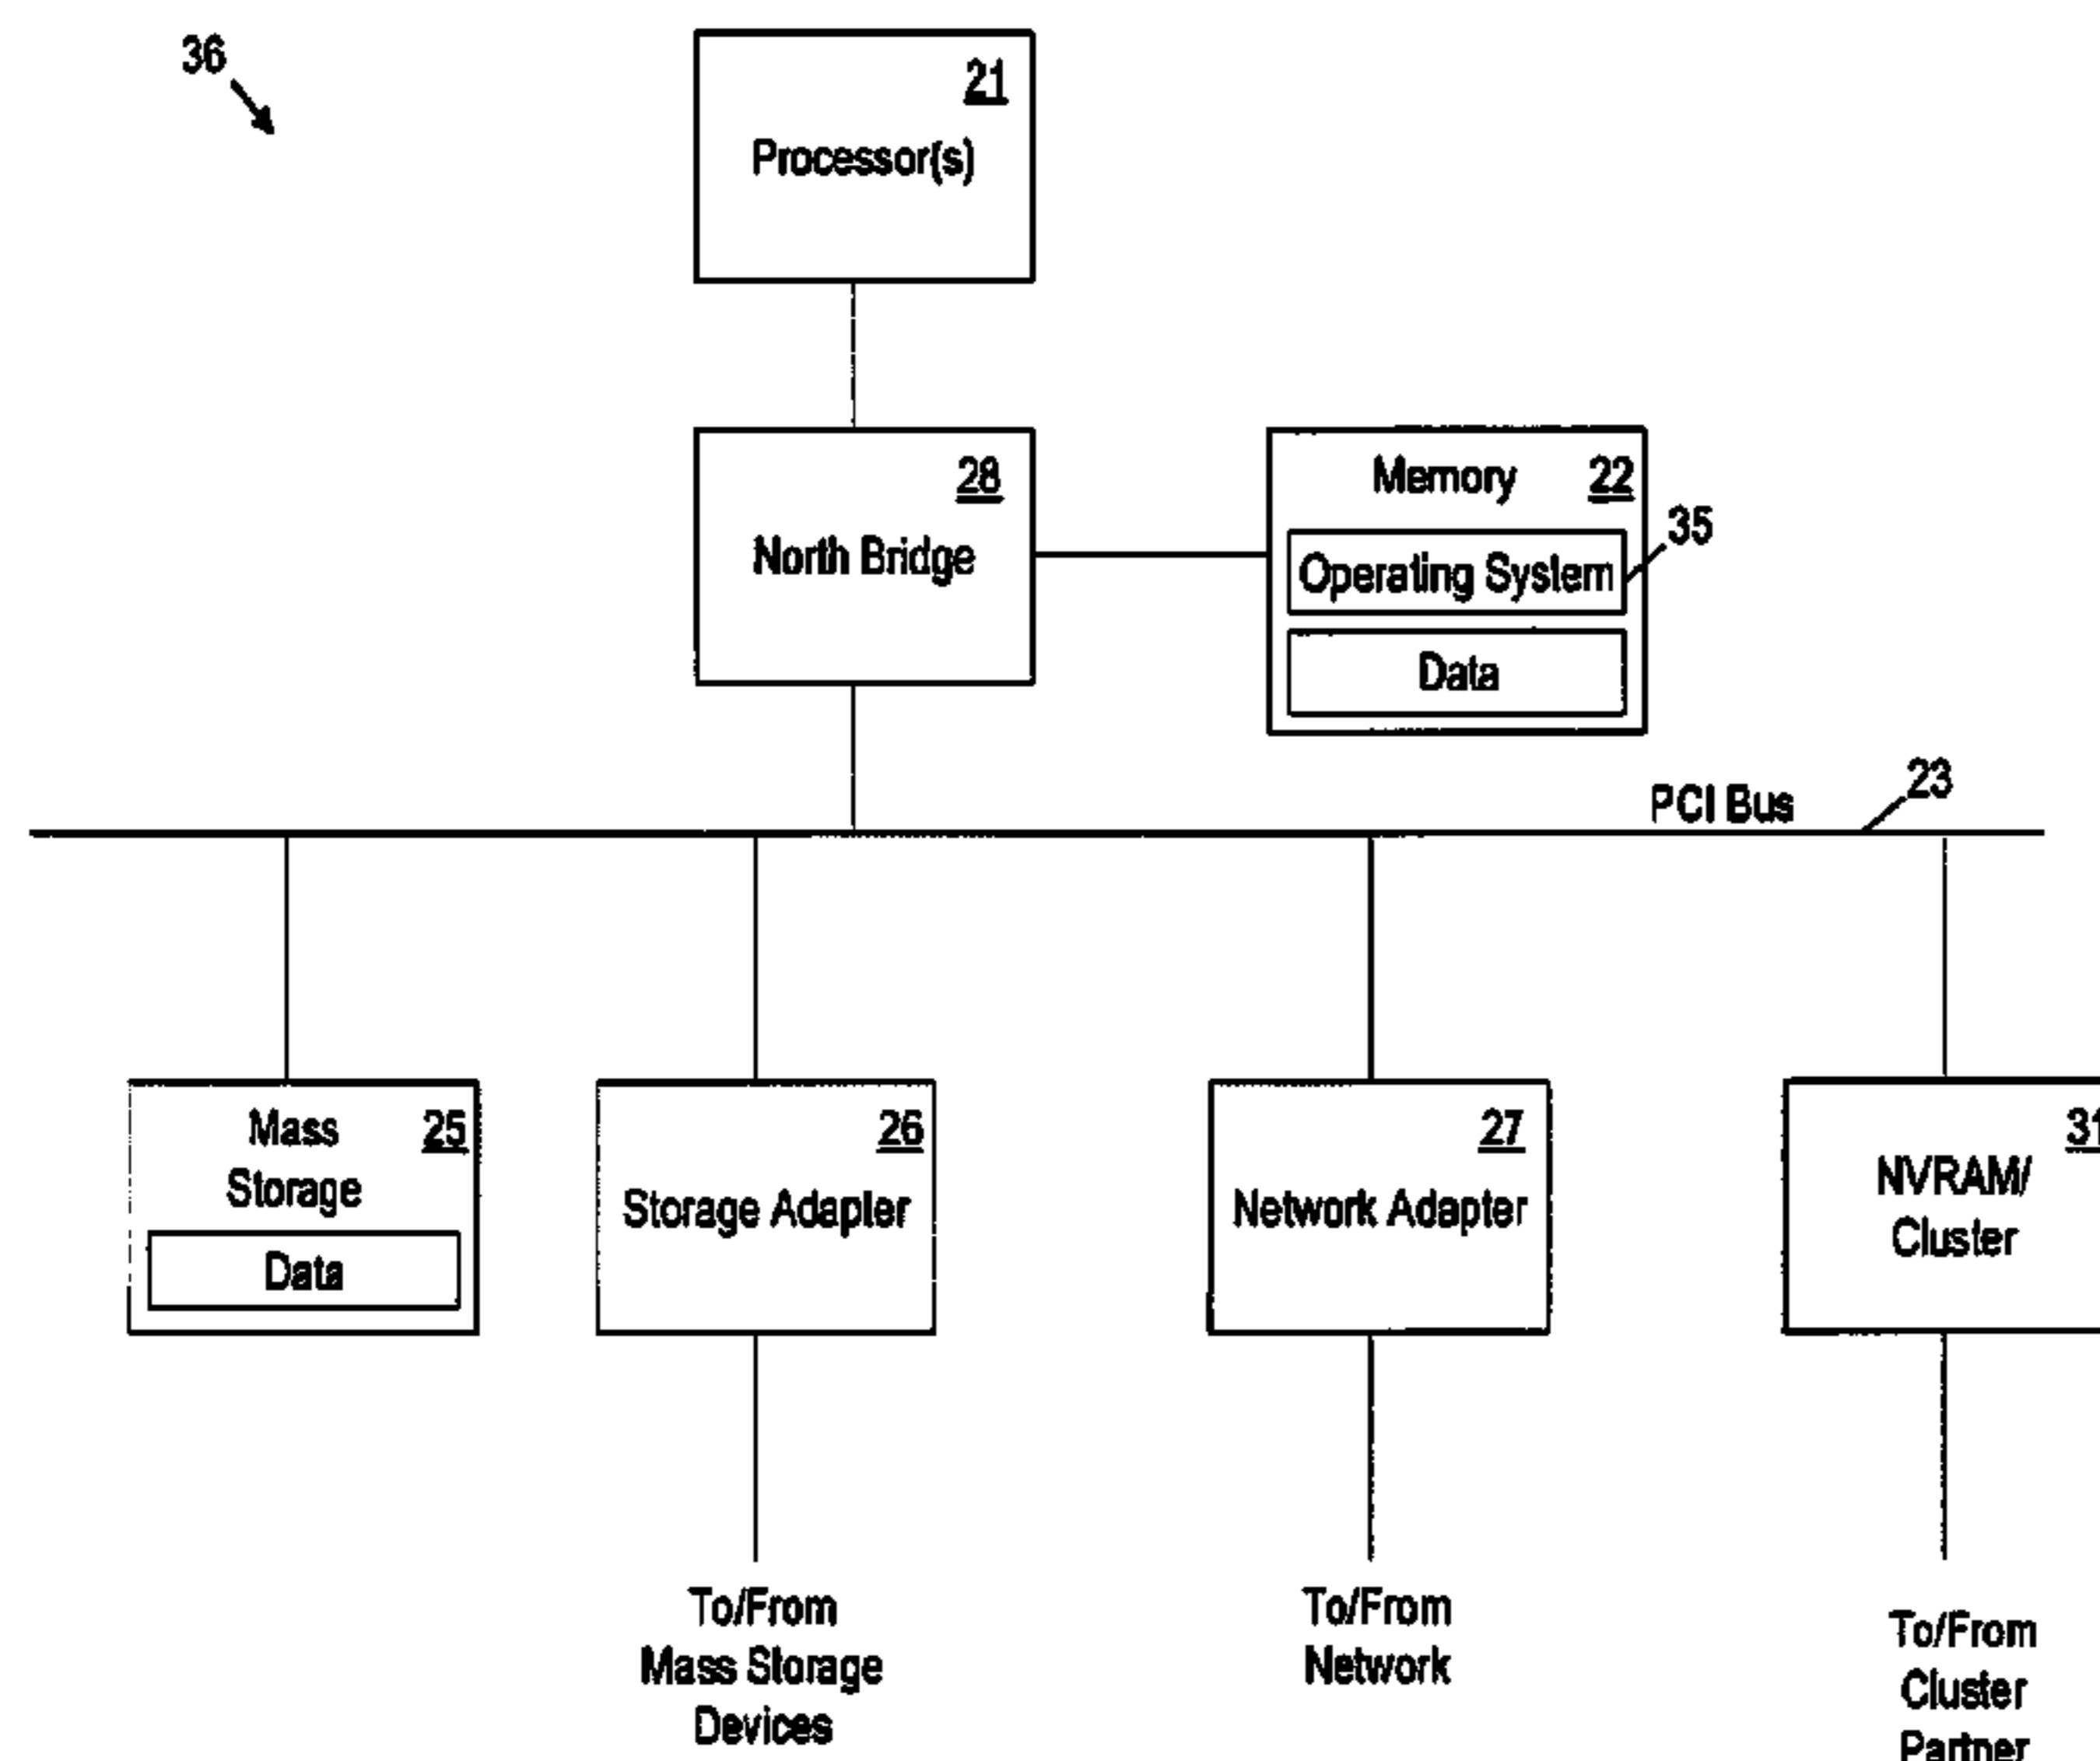 36
21
Processor(s)
28
North Bridge
Memory 22
35
Operating System
Data
PCI Bus 23
Mass 25
Storage
Data
26
Storage Adapter
27
Network Adapter
31
NVRAM/
Cluster
To/From
Mass Storage
Devices
To/From
Network
To/From
Cluster
Partner